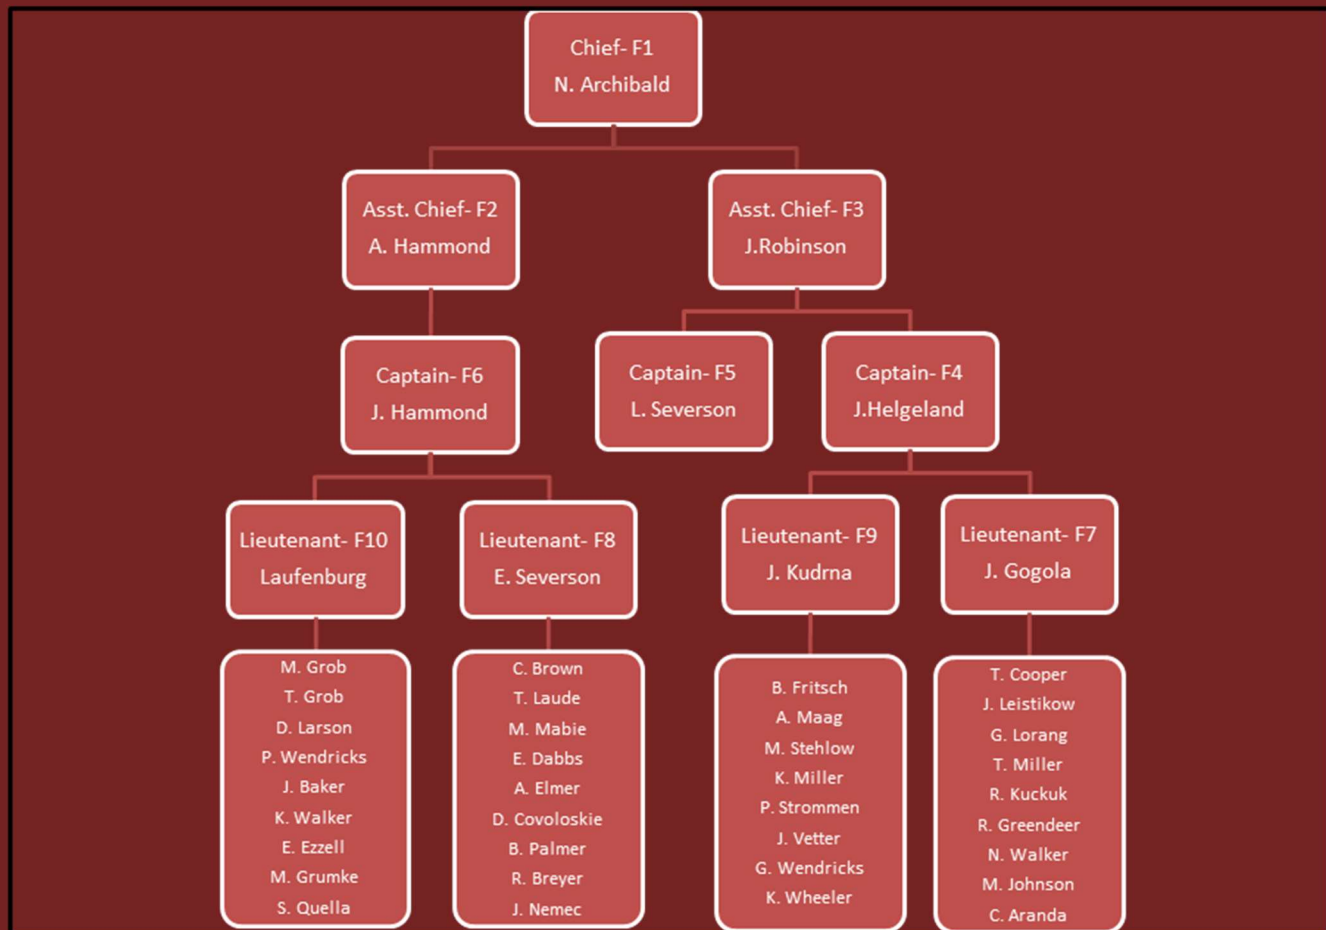 Chief- F1
N. Archibald
Asst. Chief- F2
A. Hammond
Asst. Chief- F3
J.Robinson
Captain- F6
J. Hammond
Captain- F5
L. Severson
Captain- F4
J.Helgeland
Lieutenant- F10
Laufenburg
Lieutenant- F8
E. Severson
Lieutenant- F9
J. Kudrna
Lieutenant- F7
J. Gogola
M. Grob
T. Grob
D. Larson
P. Wendricks
J. Baker
K. Walker
E. Ezzell
M. Grumke
S. Quella
C. Brown
T. Laude
M. Mabie
E. Dabbs
A. Elmer
D. Covoloskie
B. Palmer
R. Breyer
J. Nemec
B. Fritsch
A. Maag
M. Stehlow
K. Miller
P. Strommen
J. Vetter
G. Wendricks
K. Wheeler
T. Cooper
J. Leistikow
G. Lorang
T. Miller
R. Kuckuk
R. Greendeer
N. Walker
M. Johnson
C. Aranda